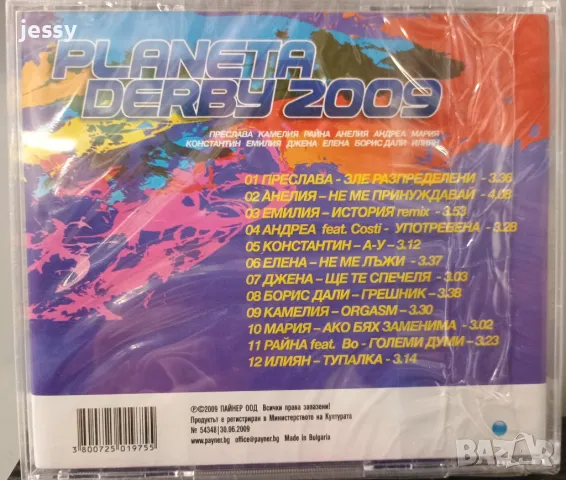 jessy
PLANETA
DERBY 2009
ПРЕСЛАВА КАМЕЛИЯ РАЙНА АНЕЛИЯ АНДРЕА МАРИЯ
КОНСТАНТИН ЕМИЛИЯ ДЖЕНА ЕЛЕНА БОРИС ДАЛИ ИЛИЯН
01 ПРЕСЛАВА - ЗЛЕ РАЗПРЕДЕЛЕНИ - 3.36
02 АНЕЛИЯ - НЕ МЕ ПРИНУЖДАВАЙ - 4.08
03 ЕМИЛИЯ – ИСТОРИЯ remix - 3.53
04 АНДРЕА feat. Costi - УПОТРЕБЕНА - 3.28
05 КОНСТАНТИН – А-У - 3.12
06 ЕЛЕНА – НЕ МЕ ЛЪЖИ - 3.37
07 ДЖЕНА – ЩЕ ТЕ СПЕЧЕЛЯ - 3.03
08 БОРИС ДАЛИ – ГРЕШНИК - 3.38
09 КАМЕЛИЯ – ORGASM - 3.30
10 МАРИЯ – АКО БЯХ ЗАМЕНИМА - 3.02
11 РАЙНА feat. Bo - ГОЛЕМИ ДУМИ - 3.23
12 ИЛИЯН – ТУПАЛКА - 3.14
℗©2009 ПАЙНЕР ООД Всички права запазени!
Продуктът е регистриран в Министерството на Културата
№ 54348|30.06.2009
www.payner.bg office@payner.bg Made in Bulgaria
3800725019755
BAZAR